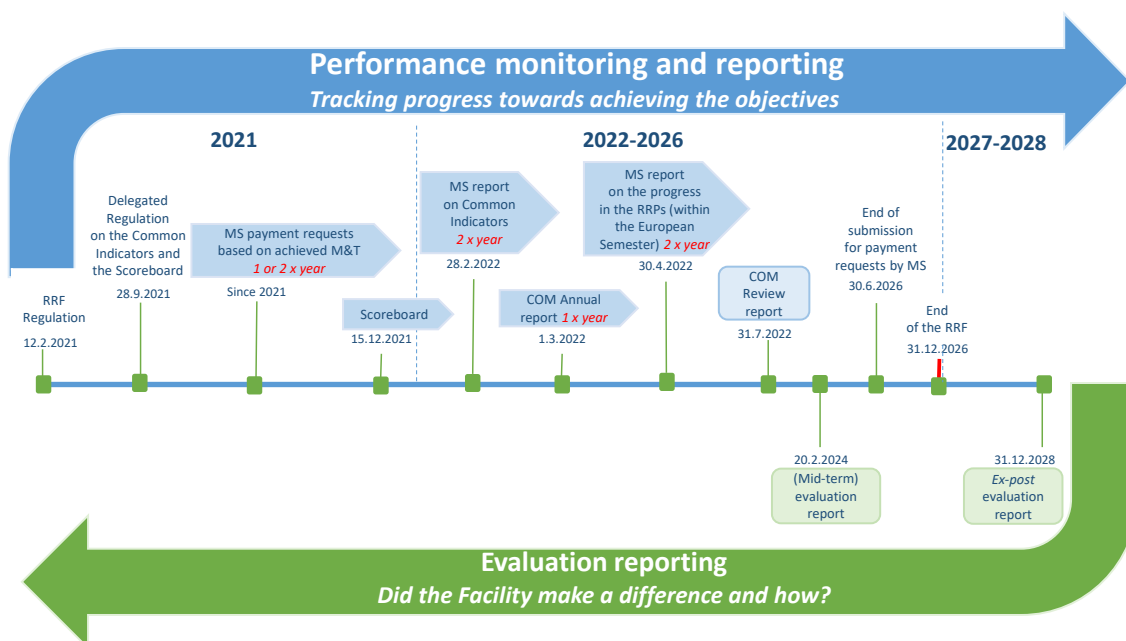 Performance monitoring and reporting
Tracking progress towards achieving the objectives
2021
2022-2026
2027-2028
RRF
Regulation
12.2.2021
Delegated
Regulation
on the Common
Indicators and
the Scoreboard
28.9.2021
MS payment requests
based on achieved M&T
1 or 2 x year
Since 2021
Scoreboard
15.12.2021
MS report
on Common
Indicators
2 x year
28.2.2022
COM Annual
report 1 x year
1.3.2022
MS report
on the progress
in the RRPs (within
the European
Semester) 2 x year
30.4.2022
COM
Review
report
31.7.2022
End of
submission
for payment
requests by MS
30.6.2026
End
of the RRF
31.12.2026
20.2.2024
(Mid-term)
evaluation
report
31.12.2028
Ex-post
evaluation
report
Evaluation reporting
Did the Facility make a difference and how?